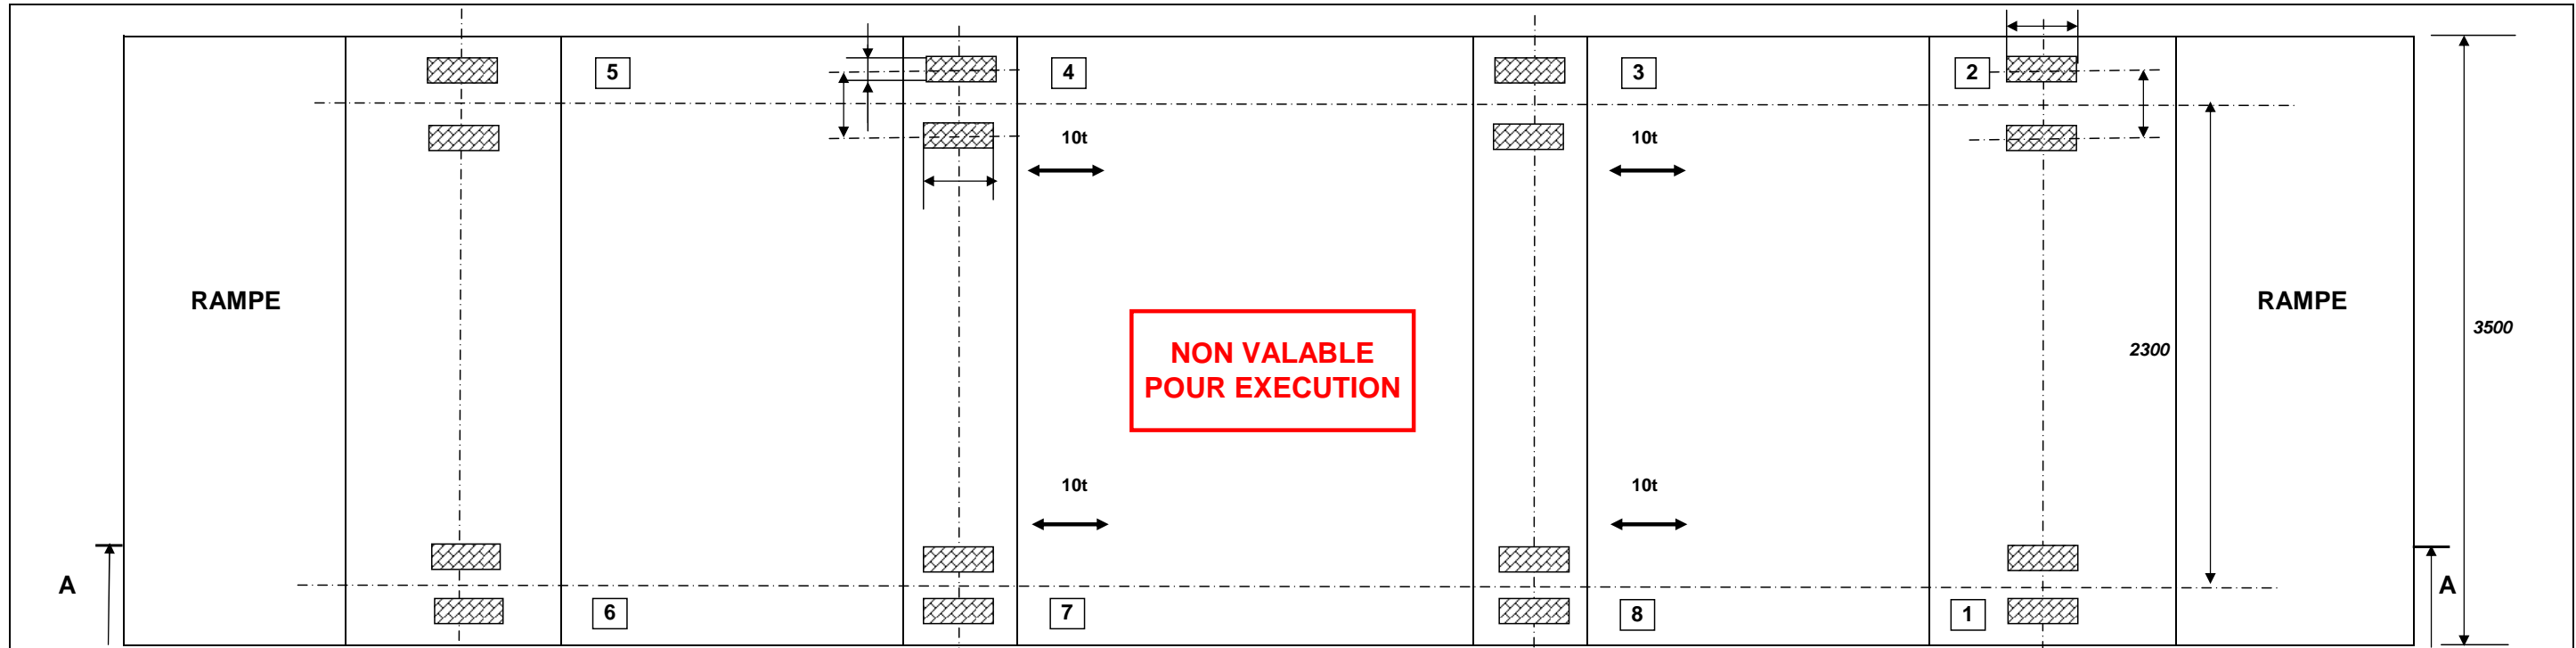 5
4
3
2
10t
10t
RAMPE
RAMPE
NON VALABLE
POUR EXECUTION
2300
3500
10t
10t
A
A
6
7
8
1